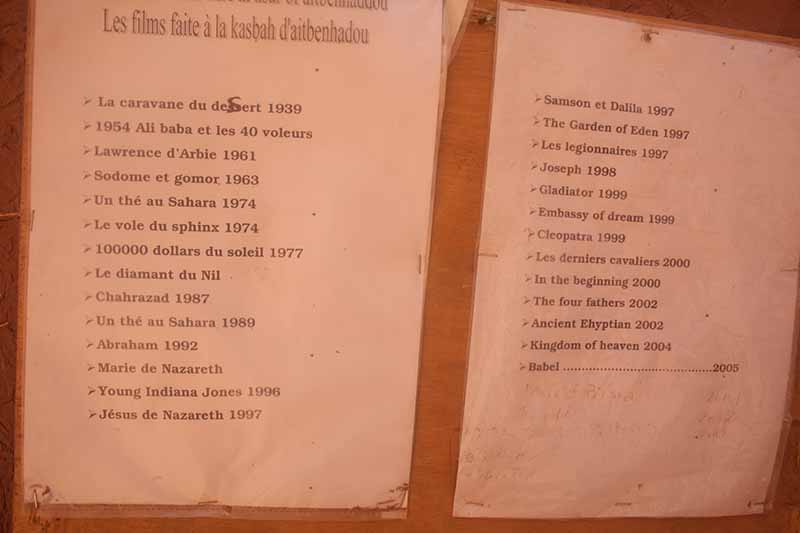 aitbenhaddou
Les films faite à la kasbah d'aitbenhadou
➢ La caravane du deSsert 1939
➢ 1954 Ali baba et les 40 voleurs
➢ Lawrence d'Arbie 1961
➢ Sodome et gomor 1963
➢ Un thé au Sahara 1974
➢ Le vole du sphinx 1974
➢ 100000 dollars du soleil 1977
➢ Le diamant du Nil
➢ Chahrazad 1987
➢ Un thé au Sahara 1989
➢ Abraham 1992
➢ Marie de Nazareth
➢ Young Indiana Jones 1996
➢ Jésus de Nazareth 1997
➢ Samson et Dalila 1997
➢ The Garden of Eden 1997
➢ Les legionnaires 1997
➢ Joseph 1998
➢ Gladiator 1999
➢ Embassy of dream 1999
➢ Cleopatra 1999
➢ Les derniers cavaliers 2000
➢ In the beginning 2000
➢ The four fathers 2002
➢ Ancient Ehyptian 2002
➢ Kingdom of heaven 2004
➢ Babel ........................................2005